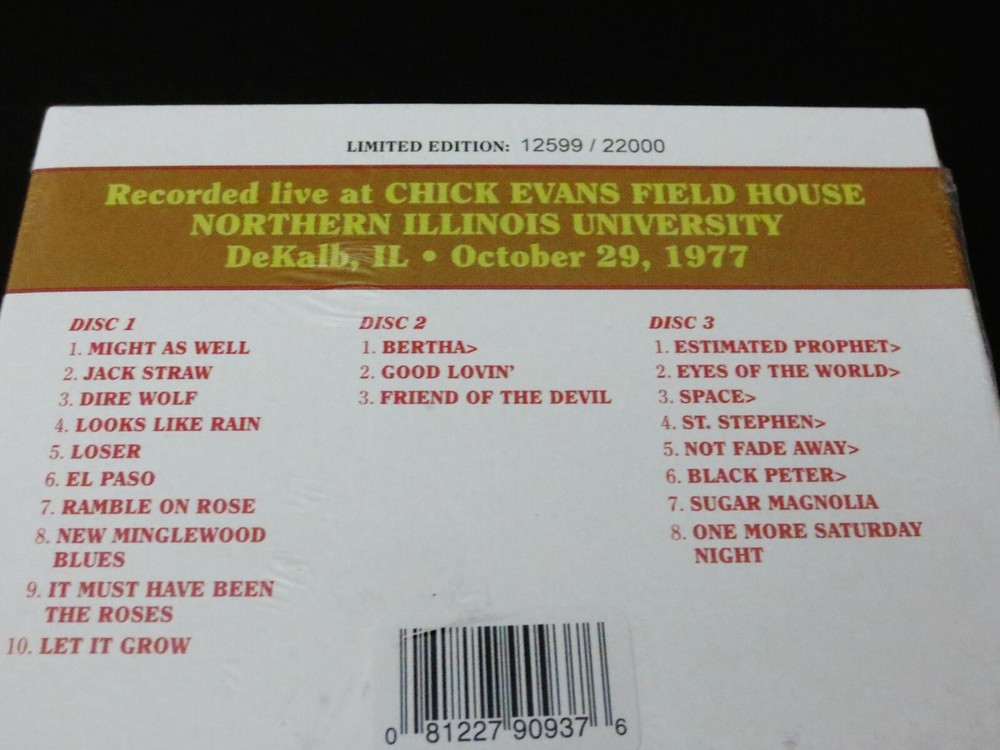 LIMITED EDITION: 12599 / 22000
Recorded live at CHICK EVANS FIELD HOUSE
NORTHERN ILLINOIS UNIVERSITY
DeKalb, IL • October 29, 1977
DISC 1
1. MIGHT AS WELL
2. JACK STRAW
3. DIRE WOLF
4. LOOKS LIKE RAIN
5. LOSER
6. EL PASO
7. RAMBLE ON ROSE
8. NEW MINGLEWOOD
BLUES
9. IT MUST HAVE BEEN
THE ROSES
10. LET IT GROW
DISC 2
1. BERTHA>
2. GOOD LOVIN'
3. FRIEND OF THE DEVIL
DISC 3
1. ESTIMATED PROPHET>
2. EYES OF THE WORLD>
3. SPACE>
4. ST. STEPHEN>
5. NOT FADE AWAY>
6. BLACK PETER>
7. SUGAR MAGNOLIA
8. ONE MORE SATURDAY
NIGHT
0 81227 90937 6